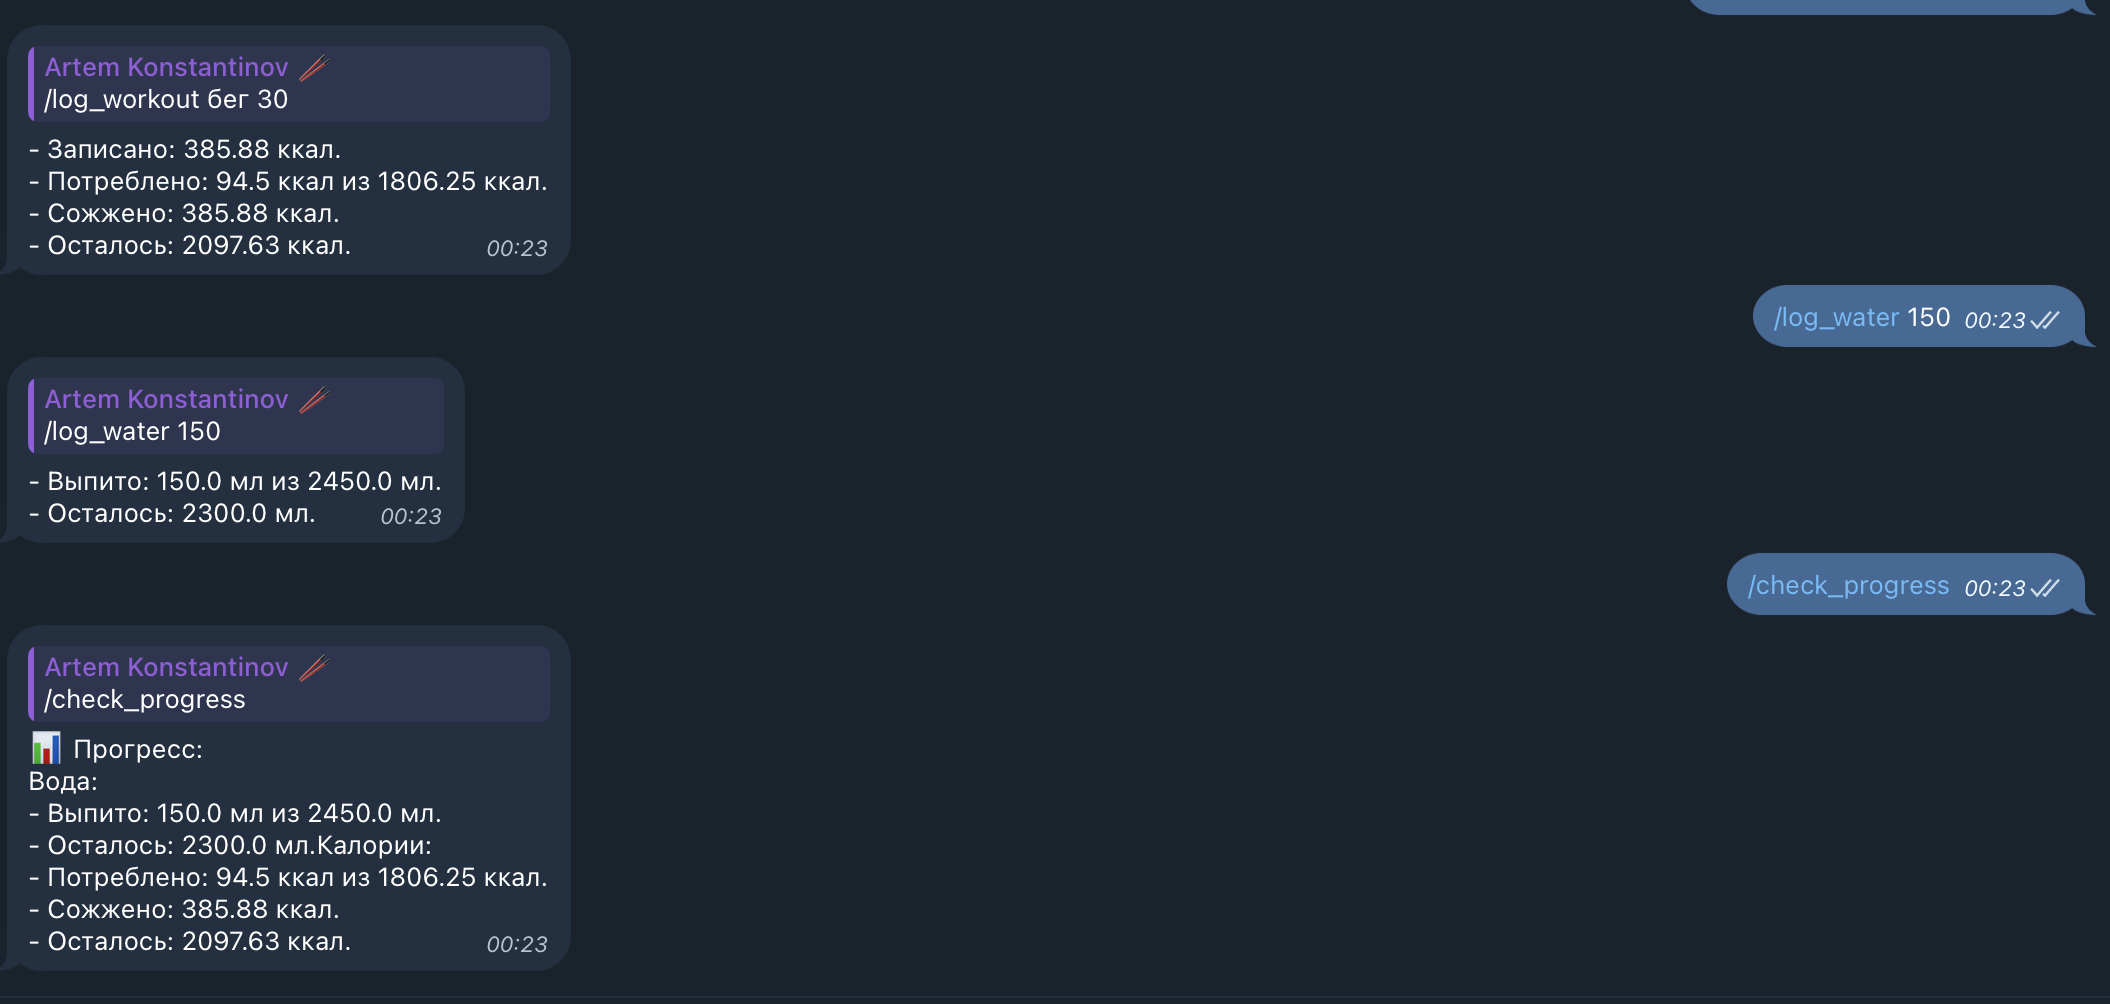 Artem Konstantinov 🥢
/log_workout бег 30
- Записано: 385.88 ккал.
- Потреблено: 94.5 ккал из 1806.25 ккал.
- Сожжено: 385.88 ккал.
- Осталось: 2097.63 ккал. 00:23
/log_water 150 00:23
Artem Konstantinov 🥢
/log_water 150
- Выпито: 150.0 мл из 2450.0 мл.
- Осталось: 2300.0 мл. 00:23
/check_progress 00:23
Artem Konstantinov 🥢
/check_progress
📊 Прогресс:
Вода:
- Выпито: 150.0 мл из 2450.0 мл.
- Осталось: 2300.0 мл.Калории:
- Потреблено: 94.5 ккал из 1806.25 ккал.
- Сожжено: 385.88 ккал.
- Осталось: 2097.63 ккал. 00:23